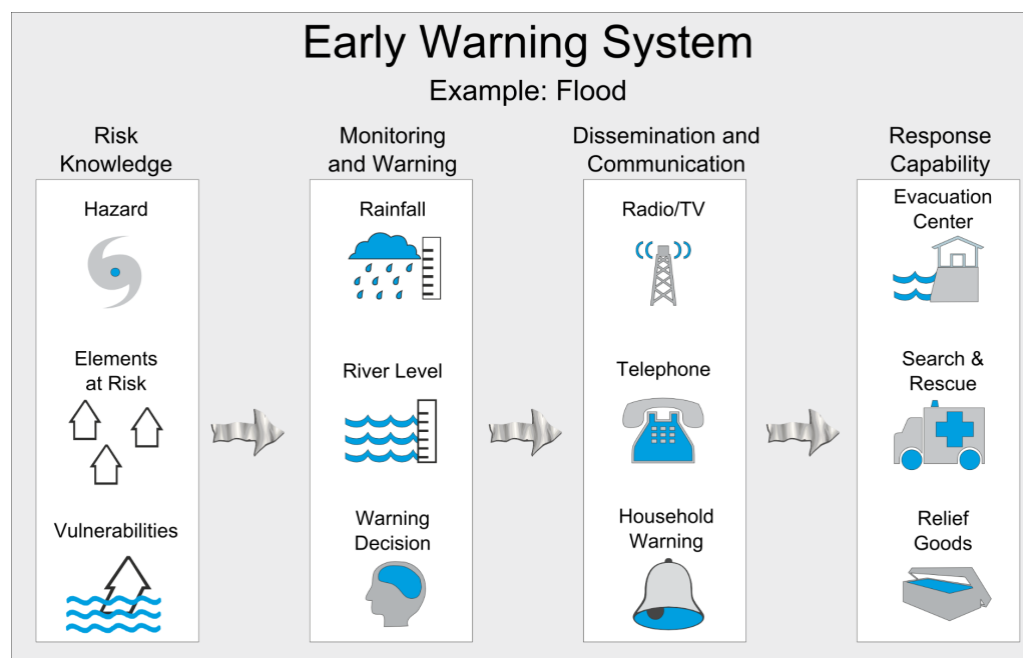 Early Warning System
Example: Flood
Risk
Knowledge
Hazard
Elements
at Risk
Vulnerabilities
Monitoring
and Warning
Rainfall
River Level
Warning
Decision
Dissemination and
Communication
Radio/TV
Telephone
Household
Warning
Response
Capability
Evacuation
Center
Search &
Rescue
Relief
Goods